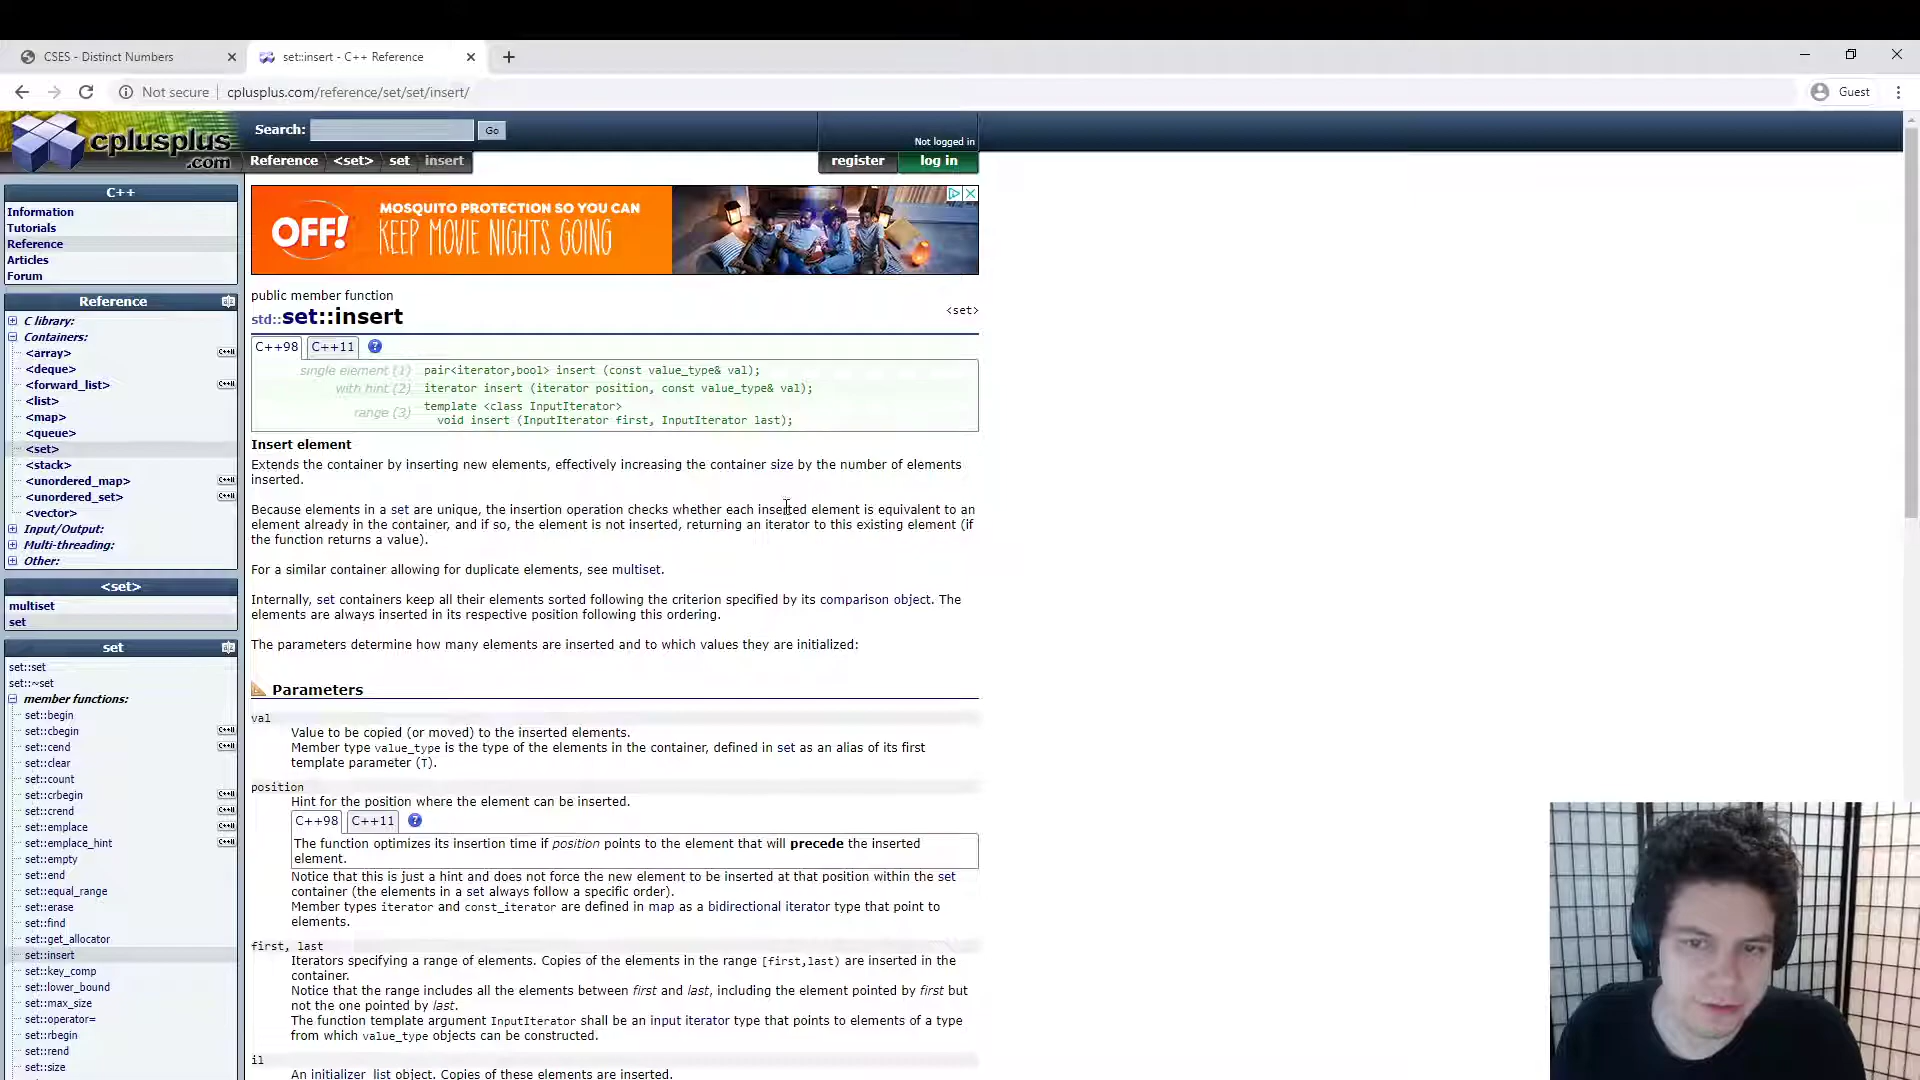 CSES - Distinct Numbers
set::insert - C++ Reference
Not secure
cplusplus.com/reference/set/set/insert/
Guest
cplusplus
.com
Search:
Go
Not logged in
Reference <set> set insert
register
log in
C++
Information
Tutorials
Reference
Articles
Forum
Reference
C library:
Containers:
<array>
<deque>
<forward_list>
<list>
<map>
<queue>
<set>
<stack>
<unordered_map>
<unordered_set>
<vector>
Input/Output:
Multi-threading:
Other:
<set>
multiset
set
set
set::set
set::~set
member functions:
set::begin
set::cbegin
set::cend
set::clear
set::count
set::crbegin
set::crend
set::emplace
set::emplace_hint
set::empty
set::end
set::equal_range
set::erase
set::find
set::get_allocator
set::insert
set::key_comp
set::lower_bound
set::max_size
set::operator=
set::rbegin
set::rend
set::size
OFF!
MOSQUITO PROTECTION SO YOU CAN
KEEP MOVIE NIGHTS GOING
public member function
<set>
std::set::insert
C++98
C++11
?
single element (1) pair<iterator,bool> insert (const value_type& val);
with hint (2) iterator insert (iterator position, const value_type& val);
range (3) template <class InputIterator>
void insert (InputIterator first, InputIterator last);
Insert element
Extends the container by inserting new elements, effectively increasing the container size by the number of elements
inserted.
Because elements in a set are unique, the insertion operation checks whether each inserted element is equivalent to an
element already in the container, and if so, the element is not inserted, returning an iterator to this existing element (if
the function returns a value).
For a similar container allowing for duplicate elements, see multiset.
Internally, set containers keep all their elements sorted following the criterion specified by its comparison object. The
elements are always inserted in its respective position following this ordering.
The parameters determine how many elements are inserted and to which values they are initialized:
Parameters
val
Value to be copied (or moved) to the inserted elements.
Member type value_type is the type of the elements in the container, defined in set as an alias of its first
template parameter (T).
position
Hint for the position where the element can be inserted.
C++98
C++11
?
The function optimizes its insertion time if position points to the element that will precede the inserted
element.
Notice that this is just a hint and does not force the new element to be inserted at that position within the set
container (the elements in a set always follow a specific order).
Member types iterator and const_iterator are defined in map as a bidirectional iterator type that point to
elements.
first, last
Iterators specifying a range of elements. Copies of the elements in the range [first,last) are inserted in the
container.
Notice that the range includes all the elements between first and last, including the element pointed by first but
not the one pointed by last.
The function template argument InputIterator shall be an input iterator type that points to elements of a type
from which value_type objects can be constructed.
il
An initializer_list object. Copies of these elements are inserted.